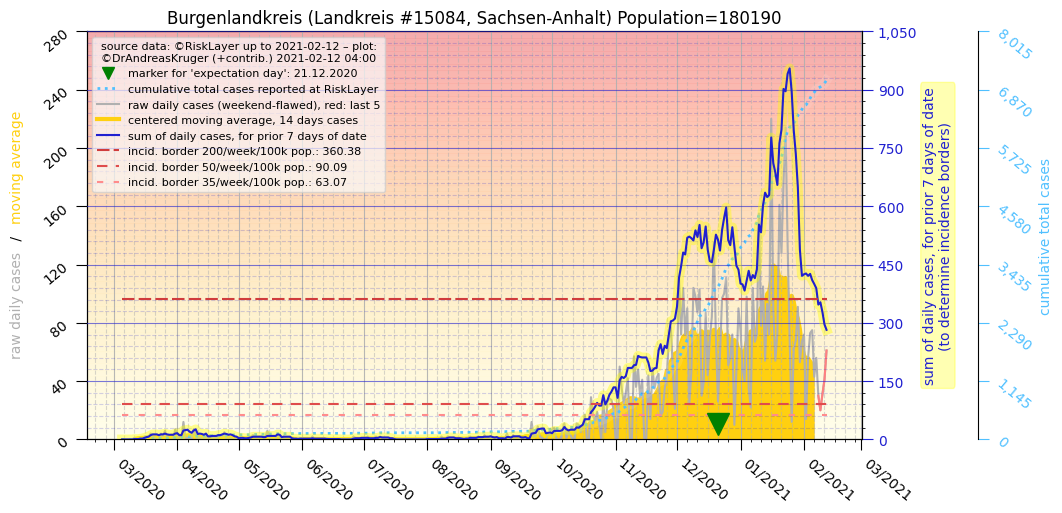 Burgenlandkreis (Landkreis #15084, Sachsen-Anhalt) Population=180190
source data: ©RiskLayer up to 2021-02-12 – plot:
©DrAndreasKruger (+contrib.) 2021-02-12 04:00
marker for 'expectation day': 21.12.2020
cumulative total cases reported at RiskLayer
raw daily cases (weekend-flawed), red: last 5
centered moving average, 14 days cases
sum of daily cases, for prior 7 days of date
incid. border 200/week/100k pop.: 360.38
incid. border 50/week/100k pop.: 90.09
incid. border 35/week/100k pop.: 63.07
raw daily cases / moving average
280
240
200
160
120
80
40
0
03/2020
04/2020
05/2020
06/2020
07/2020
08/2020
09/2020
10/2020
11/2020
12/2020
01/2021
02/2021
03/2021
1,050
900
750
600
450
300
150
0
sum of daily cases, for prior 7 days of date
(to determine incidence borders)
8,015
6,870
5,725
4,580
3,435
2,290
1,145
0
cumulative total cases